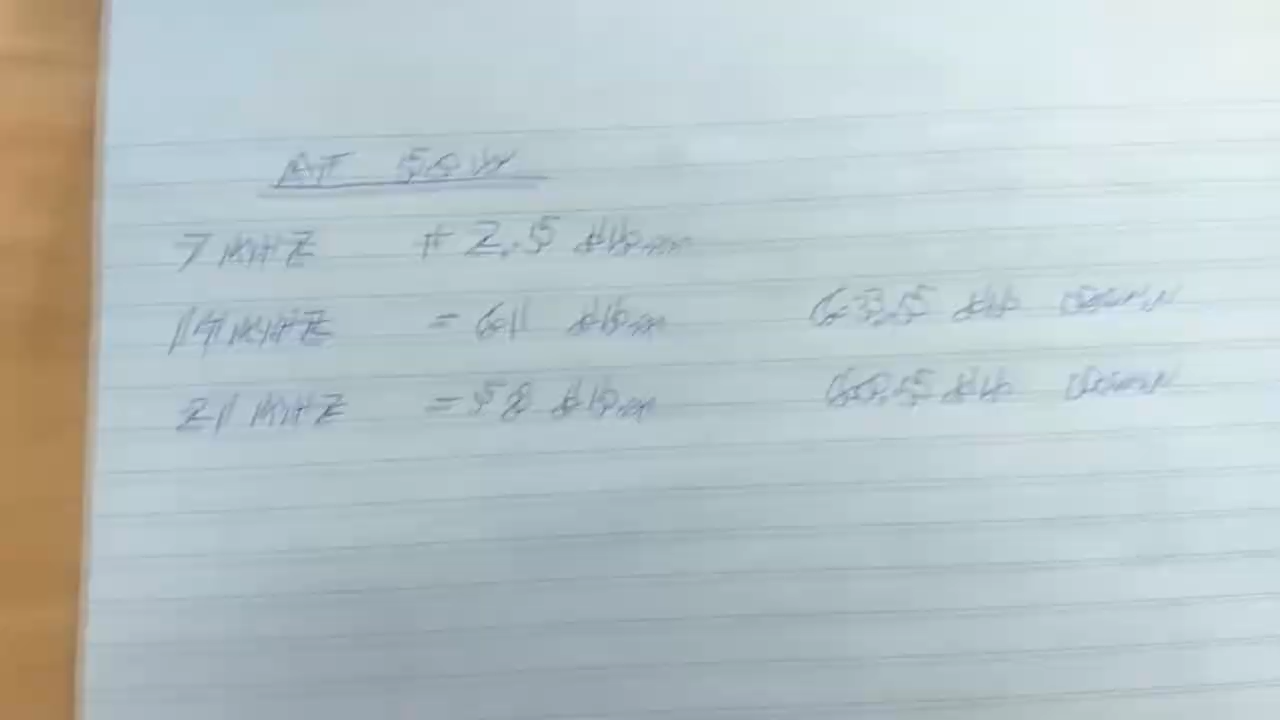 AT 50W
7 MHZ + 2.5 dBm
14 MHZ = 61 dBm 63.5 db down
21 MHZ = 58 dBm 60.5 db down